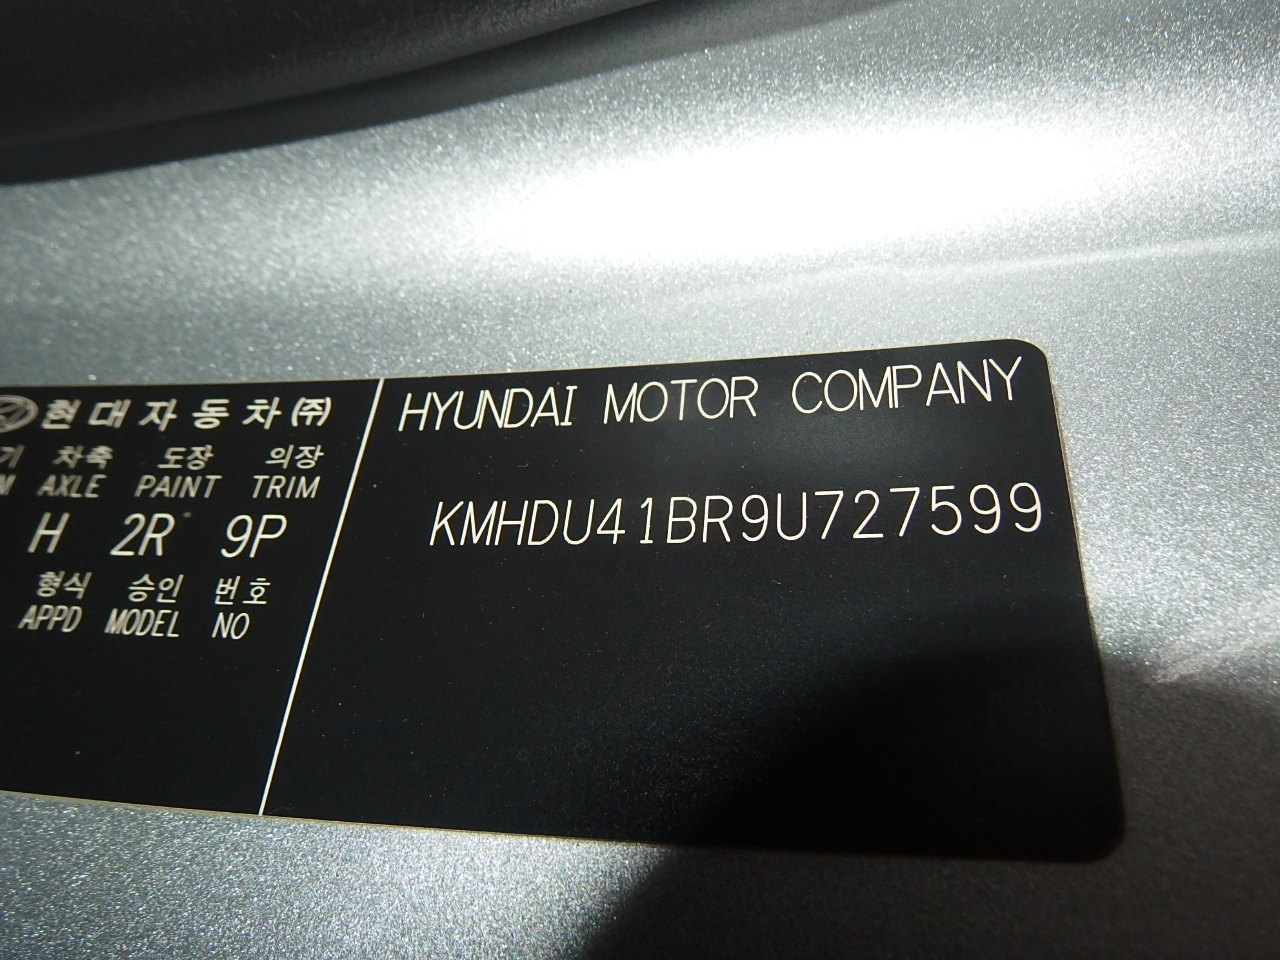 현대자동차(주)
기 차축 도장 의장
M AXLE PAINT TRIM
H 2R 9P
형식 승인 번호
APPD MODEL NO
HYUNDAI MOTOR COMPANY
KMHDU41BR9U727599